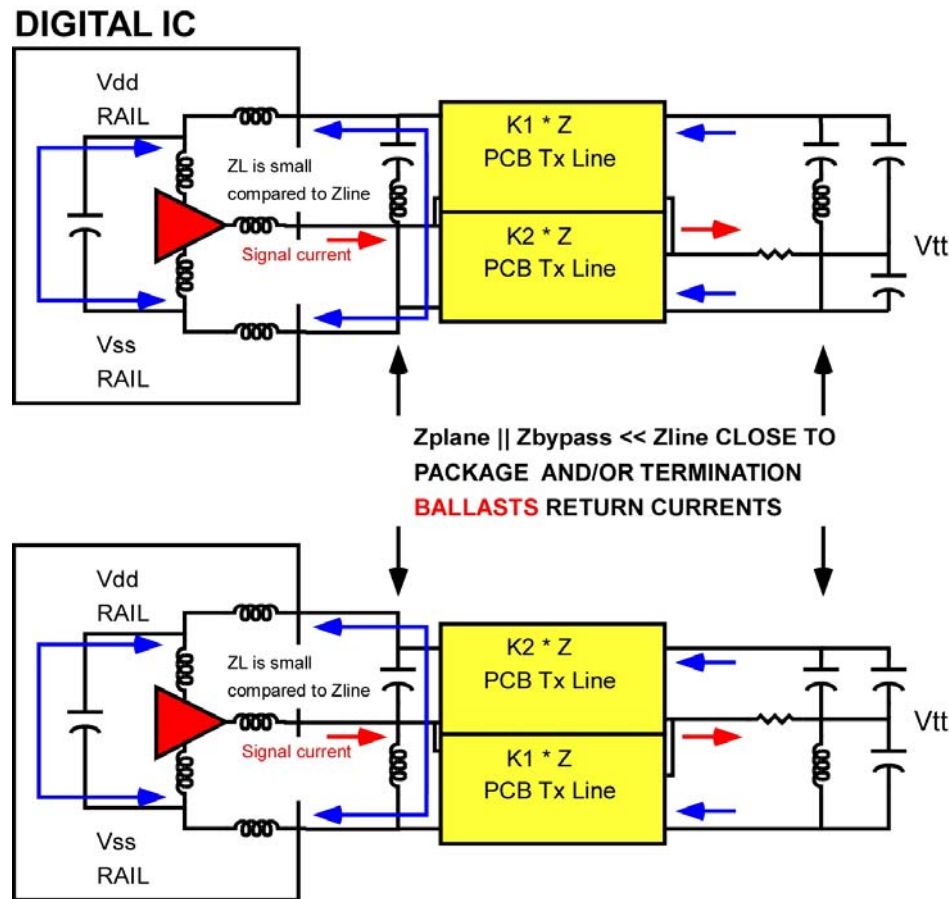 DIGITAL IC
Vdd
RAIL
ZL is small
compared to Zline
Signal current
Vss
RAIL
K1 * Z
PCB Tx Line
K2 * Z
PCB Tx Line
Vtt
Zplane || Zbypass << Zline CLOSE TO
PACKAGE AND/OR TERMINATION
BALLASTS RETURN CURRENTS
Vdd
RAIL
ZL is small
compared to Zline
Signal current
Vss
RAIL
K2 * Z
PCB Tx Line
K1 * Z
PCB Tx Line
Vtt